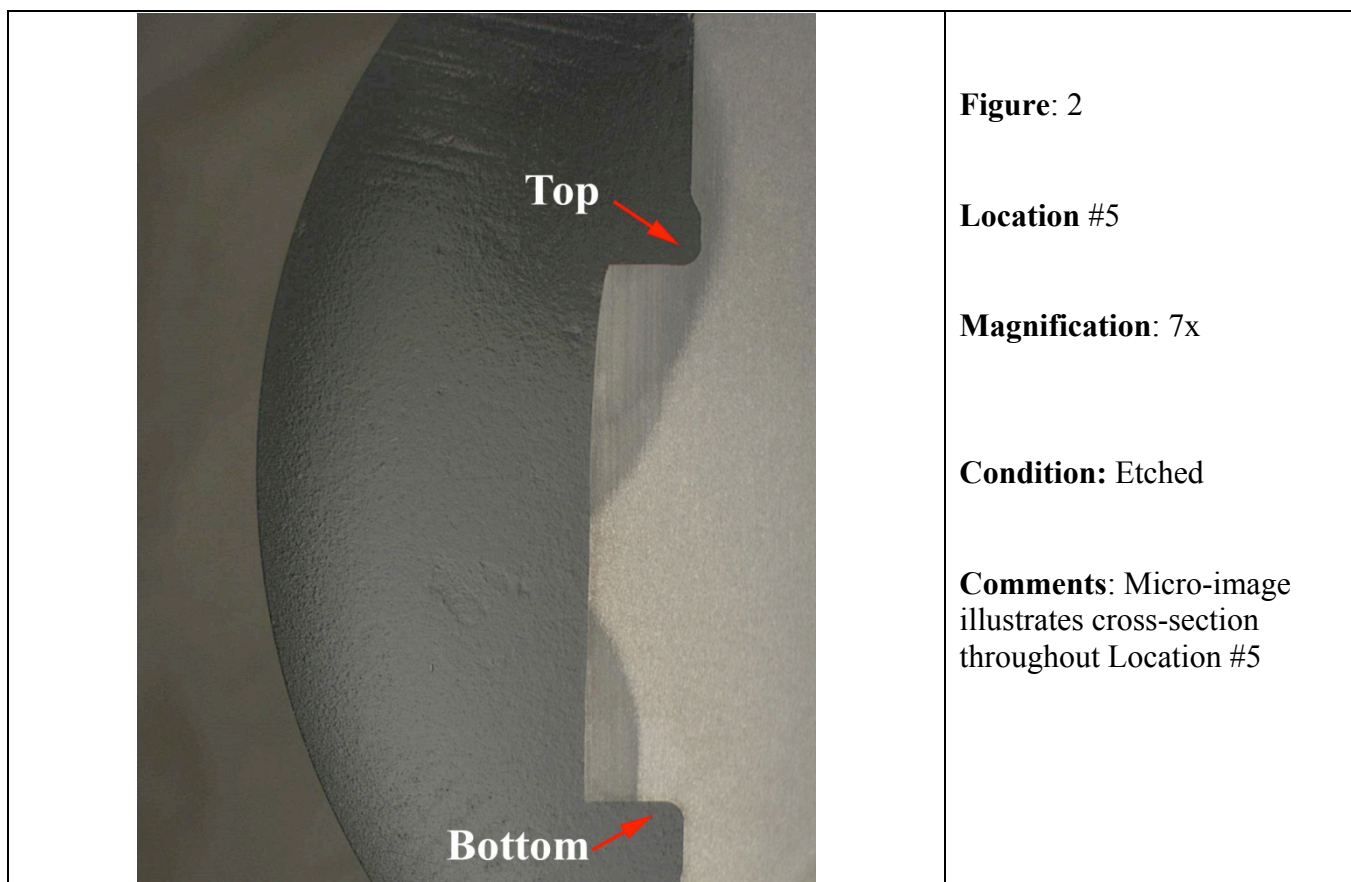 Top
Bottom
Figure: 2
Location #5
Magnification: 7x
Condition: Etched
Comments: Micro-image
illustrates cross-section
throughout Location #5